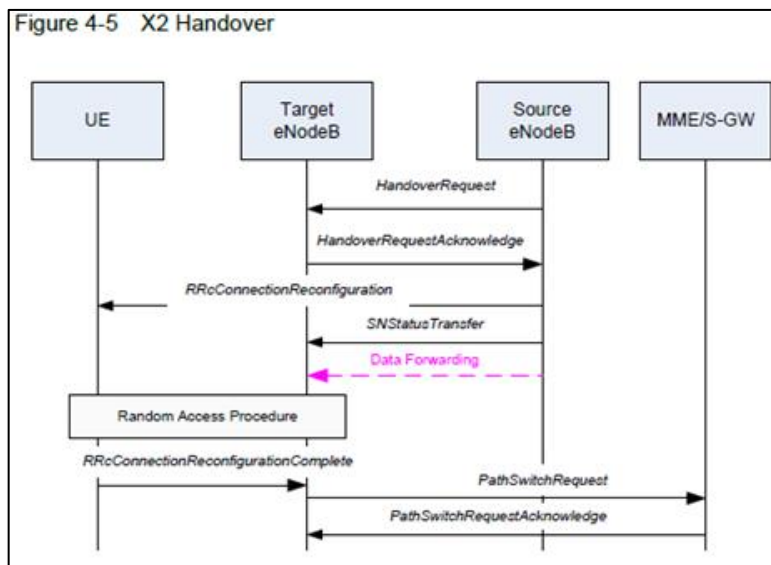 Figure 4-5 X2 Handover
UE
Target
eNodeB
Source
eNodeB
MME/S-GW
HandoverRequest
HandoverRequestAcknowledge
RRcConnectionReconfiguration
SNStatusTransfer
Data Forwarding
Random Access Procedure
RRcConnectionReconfigurationComplete
PathSwitchRequest
PathSwitchRequestAcknowledge